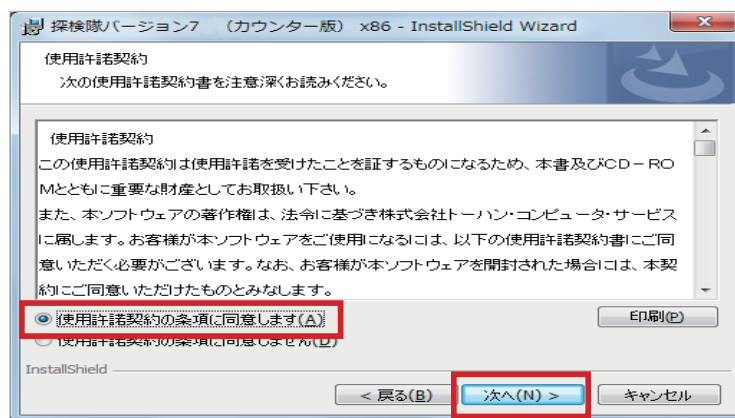 探検隊バージョン7 （カウンター版） x86 - InstallShield Wizard
使用許諾契約
次の使用許諾契約書を注意深くお読みください。
使用許諾契約
この使用許諾契約は使用許諾を受けたことを証するものになるため、本書及びCD－RO
Mとともに重要な財産としてお取扱い下さい。
また、本ソフトウェアの著作権は、法令に基づき株式会社トーハン・コンピュータ・サービス
に属します。お客様が本ソフトウェアをご使用になるには、以下の使用許諾契約書にご同
意いただく必要がございます。なお、お客様が本ソフトウェアを開封された場合には、本契
約にご同意いただけたものとみなします。
使用許諾契約の条項に同意します(A)
印刷(P)
使用許諾契約の条項に同意しません(D)
InstallShield
< 戻る(B)
次へ(N) >
キャンセル